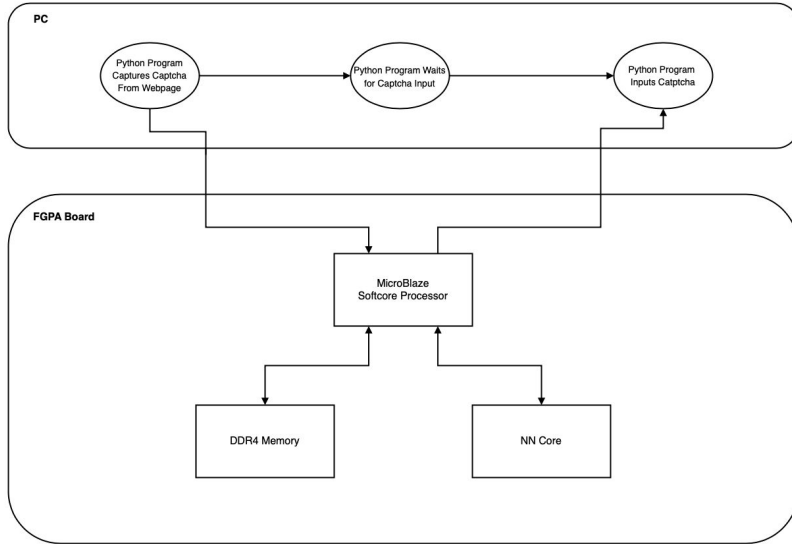 PC
Python Program
Captures Captcha
From Webpage
Python Program Waits
for Captcha Input
Python Program
Inputs Catptcha
FGPA Board
MicroBlaze
Softcore Processor
DDR4 Memory
NN Core